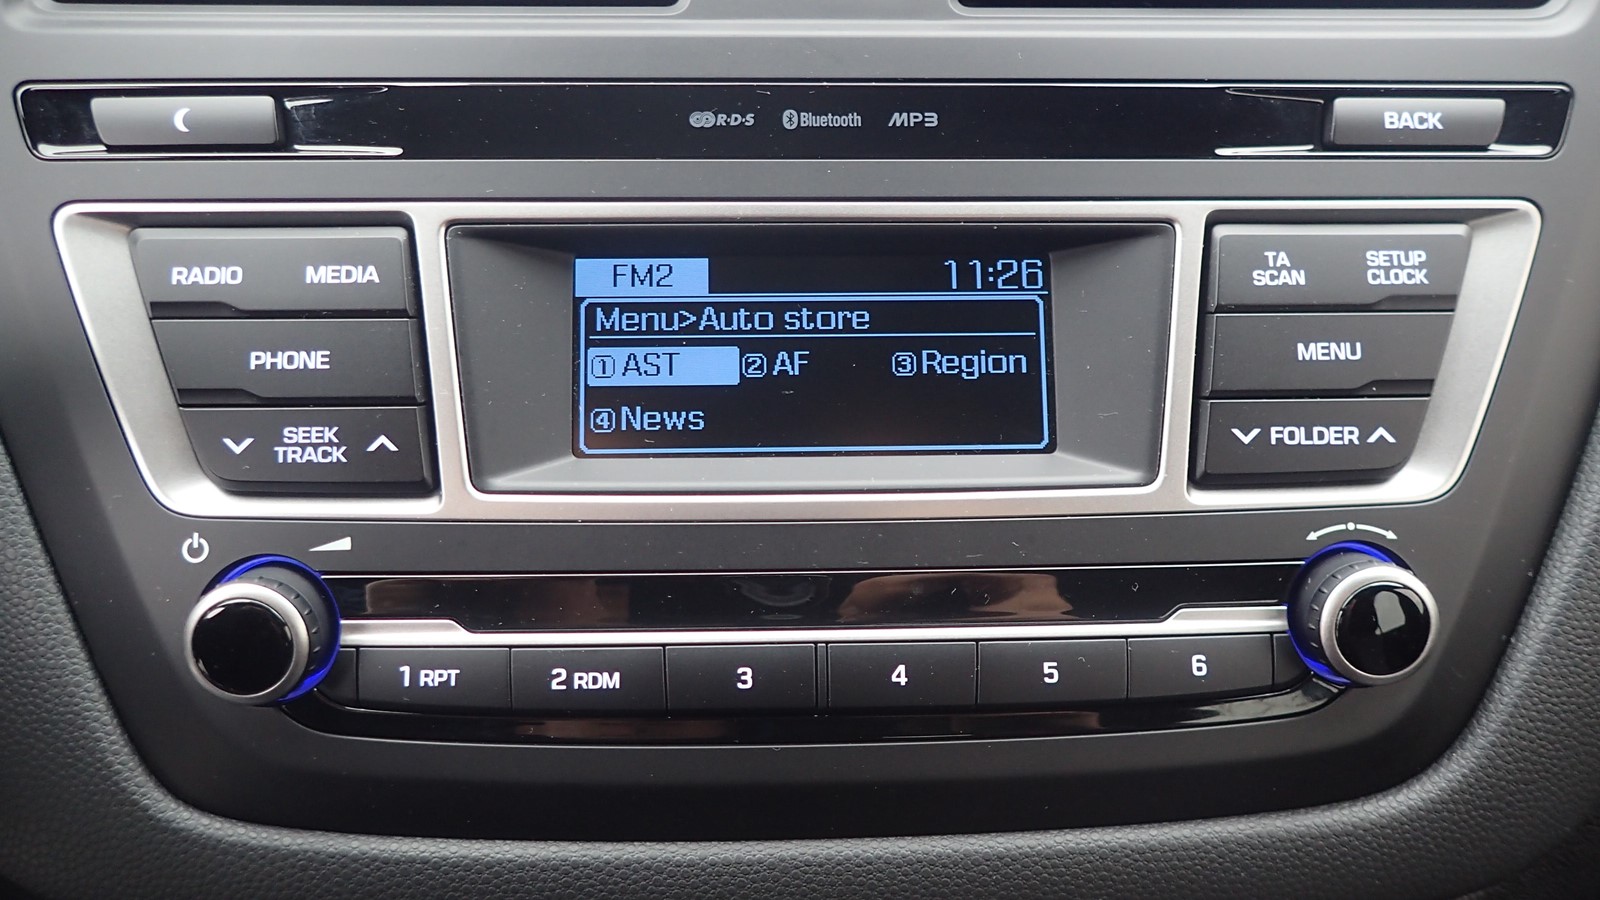 R·D·S Bluetooth MP3
BACK
RADIO MEDIA
PHONE
SEEK
TRACK
FM2 11:26
Menu>Auto store
①AST ②AF ③Region
④News
TA
SCAN
SETUP
CLOCK
MENU
FOLDER
1 RPT 2 RDM 3 4 5 6